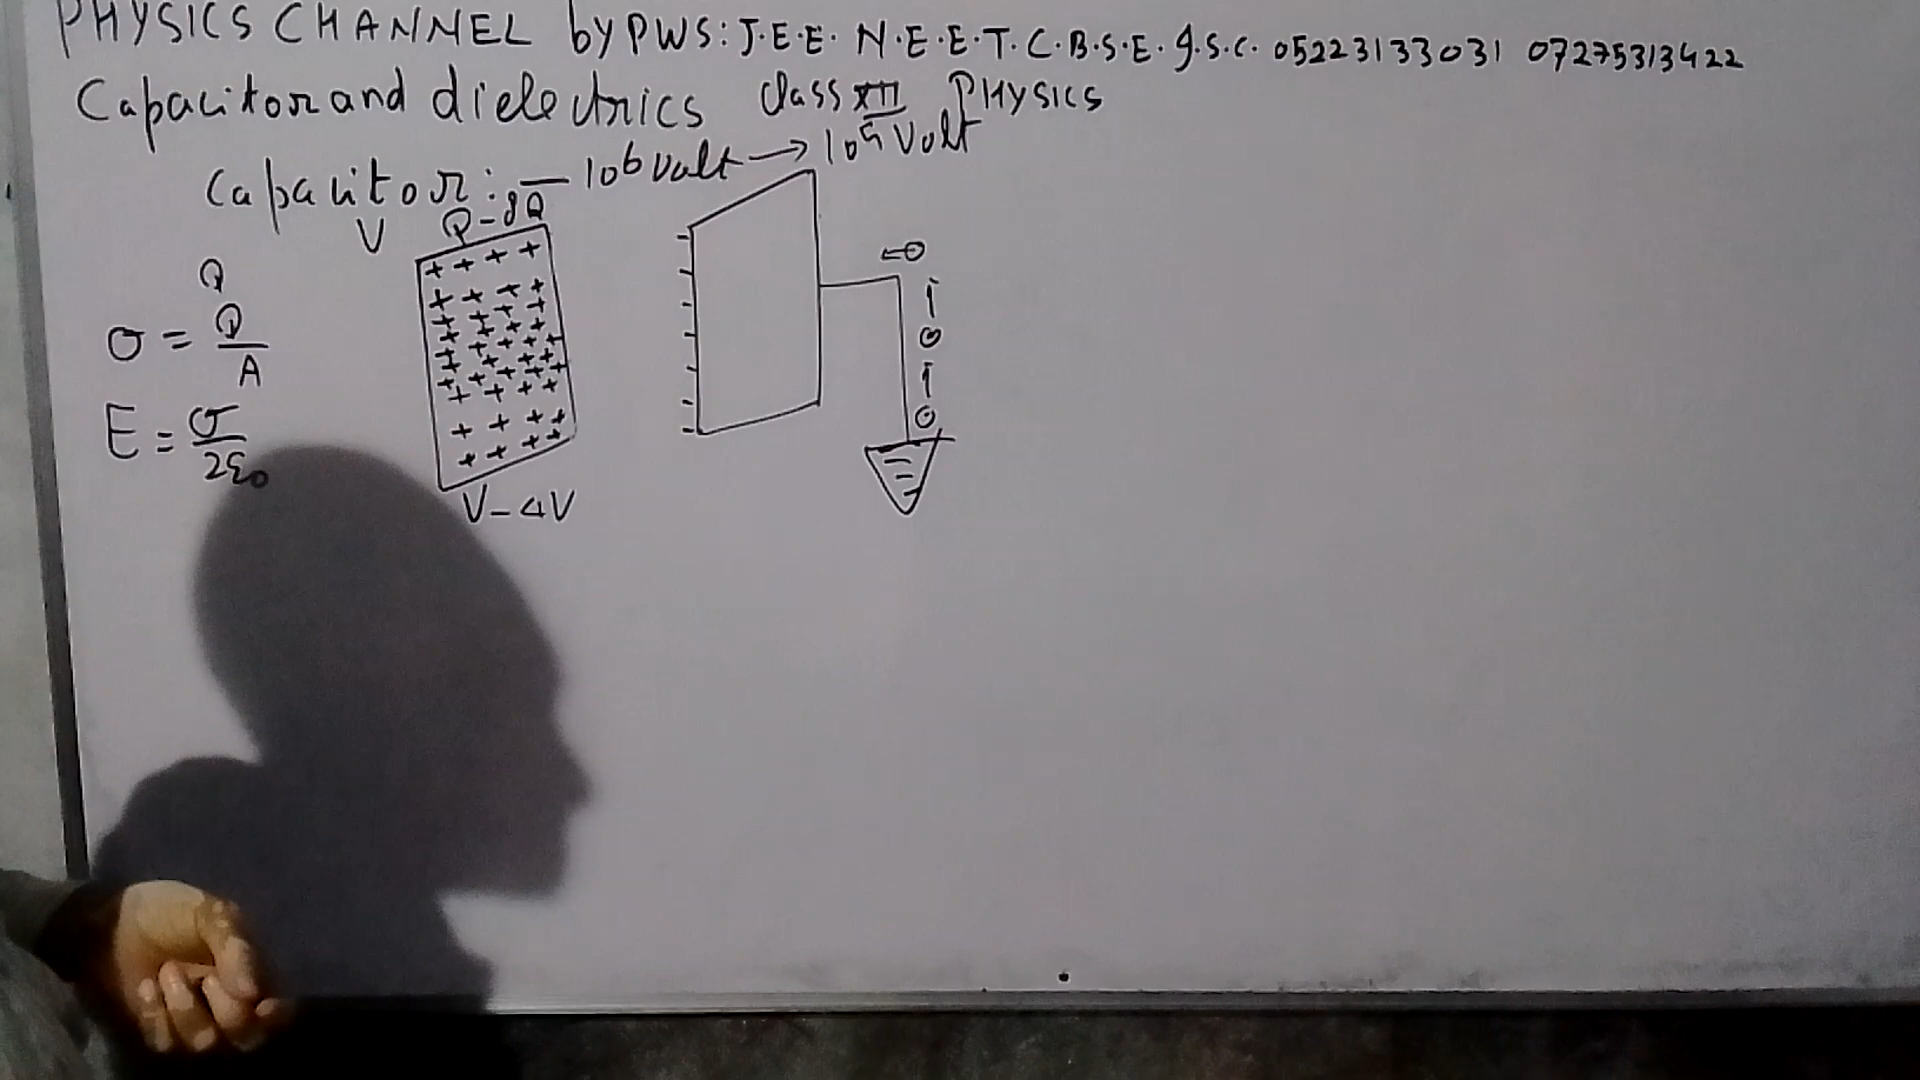 PHYSICS CHANNEL by PWS: J.E.E. N.E.E.T. C.B.S.E. I.S.C. 05223133031 07275313422
Capacitor and dielectrics class XII PHYSICS
Capacitor: — 10⁶ Volt → 10⁵ Volt
V Q-δQ
Q
σ = Q/A
E = σ/2ε₀
V-ΔV